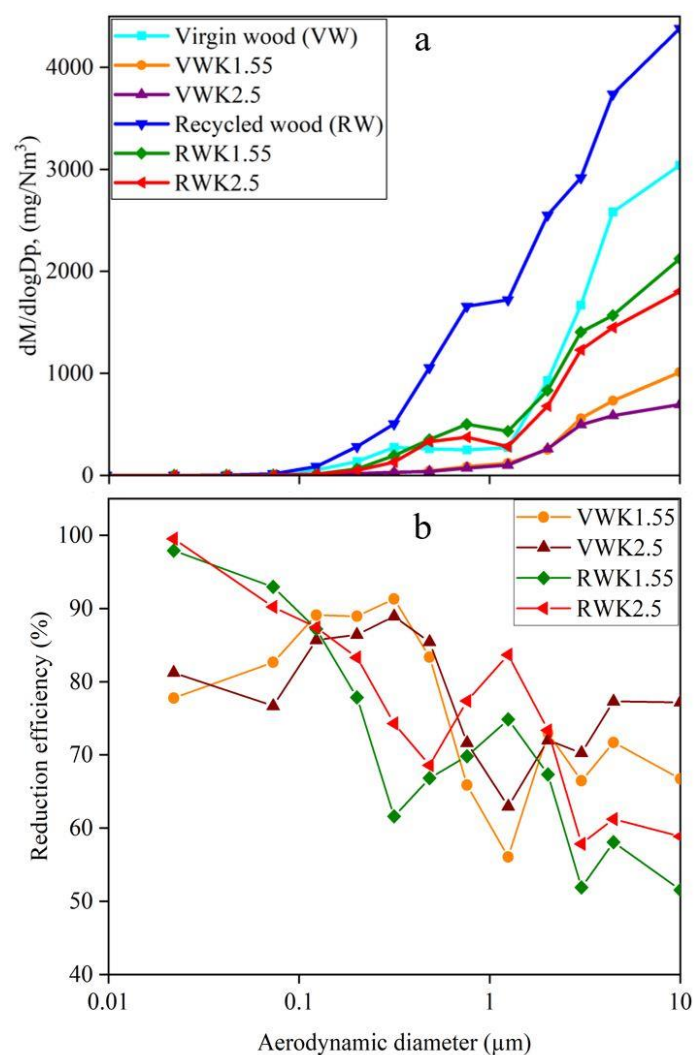 a
Virgin wood (VW)
VWK1.55
VWK2.5
Recycled wood (RW)
RWK1.55
RWK2.5
dM/dlogDp, (mg/Nm³)
4000
3000
2000
1000
0
b
VWK1.55
VWK2.5
RWK1.55
RWK2.5
Reduction efficiency (%)
100
90
80
70
60
50
40
0.01 0.1 1 10
Aerodynamic diameter (µm)